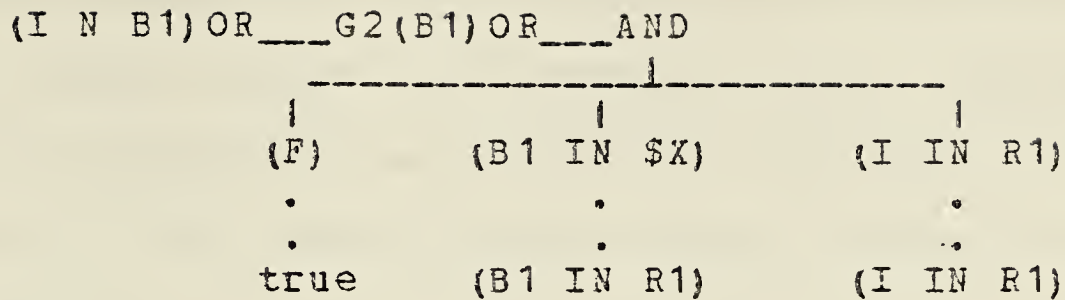 (I N B1)OR___G2(B1)OR___AND
(F) (B1 IN $X) (I IN R1)
true (B1 IN R1) (I IN R1)